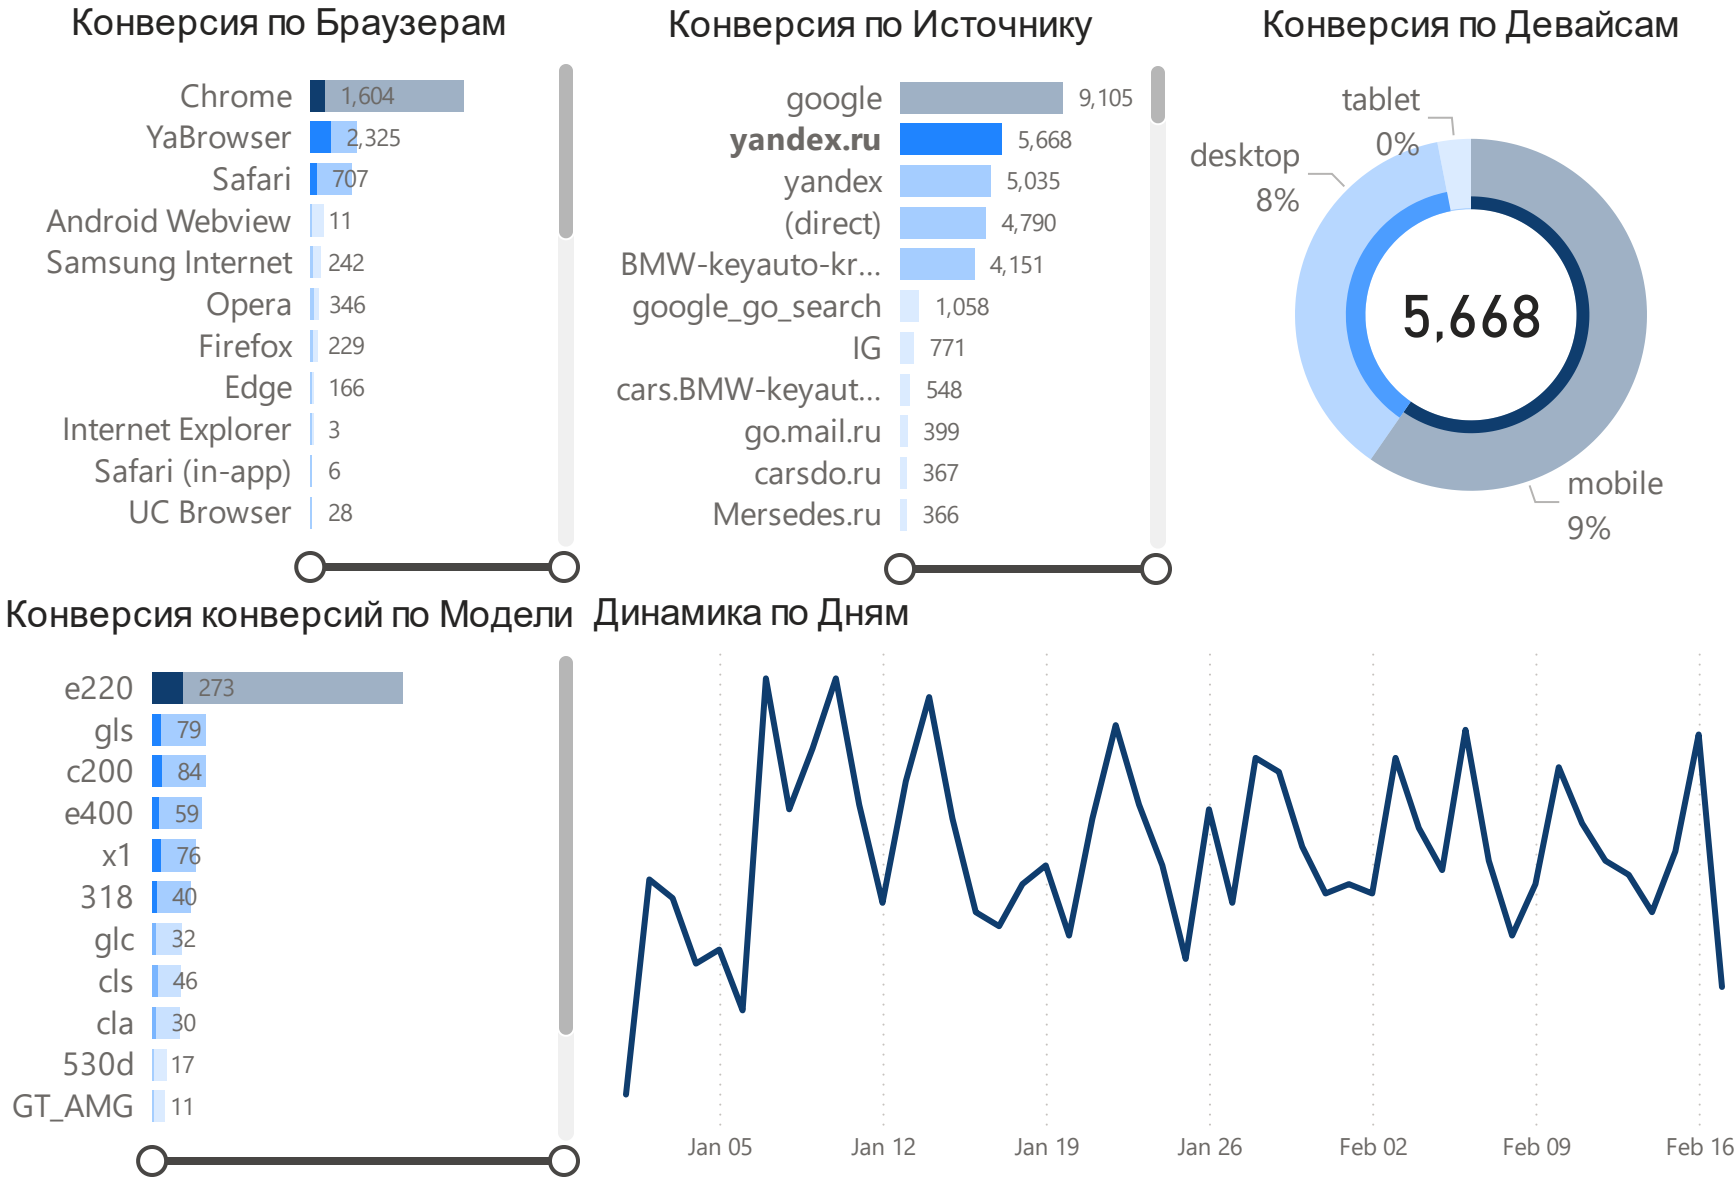 Конверсия по Браузерам
Chrome 1,604
YaBrowser 2,325
Safari 707
Android Webview 11
Samsung Internet 242
Opera 346
Firefox 229
Edge 166
Internet Explorer 3
Safari (in-app) 6
UC Browser 28
Конверсия по Источнику
google 9,105
yandex.ru 5,668
yandex 5,035
(direct) 4,790
BMW-keyauto-kr... 4,151
google_go_search 1,058
IG 771
cars.BMW-keyaut... 548
go.mail.ru 399
carsdo.ru 367
Mersedes.ru 366
Конверсия по Девайсам
tablet
0%
desktop
8%
5,668
mobile
9%
Конверсия конверсий по Модели
e220 273
gls 79
c200 84
e400 59
x1 76
318 40
glc 32
cls 46
cla 30
530d 17
GT_AMG 11
Динамика по Дням
Jan 05 Jan 12 Jan 19 Jan 26 Feb 02 Feb 09 Feb 16